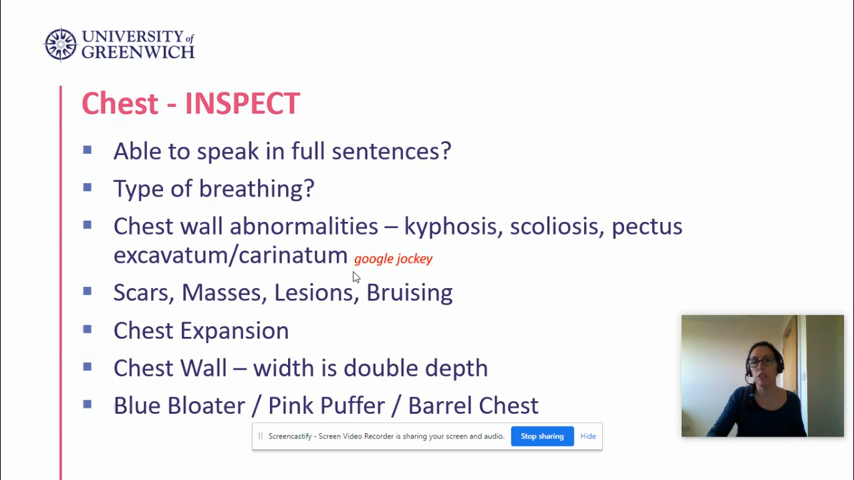 UNIVERSITY of
GREENWICH
Chest - INSPECT
Able to speak in full sentences?
Type of breathing?
Chest wall abnormalities – kyphosis, scoliosis, pectus
excavatum/carinatum google jockey
Scars, Masses, Lesions, Bruising
Chest Expansion
Chest Wall – width is double depth
Blue Bloater / Pink Puffer / Barrel Chest
Screencastify - Screen Video Recorder is sharing your screen and audio. Stop sharing Hide